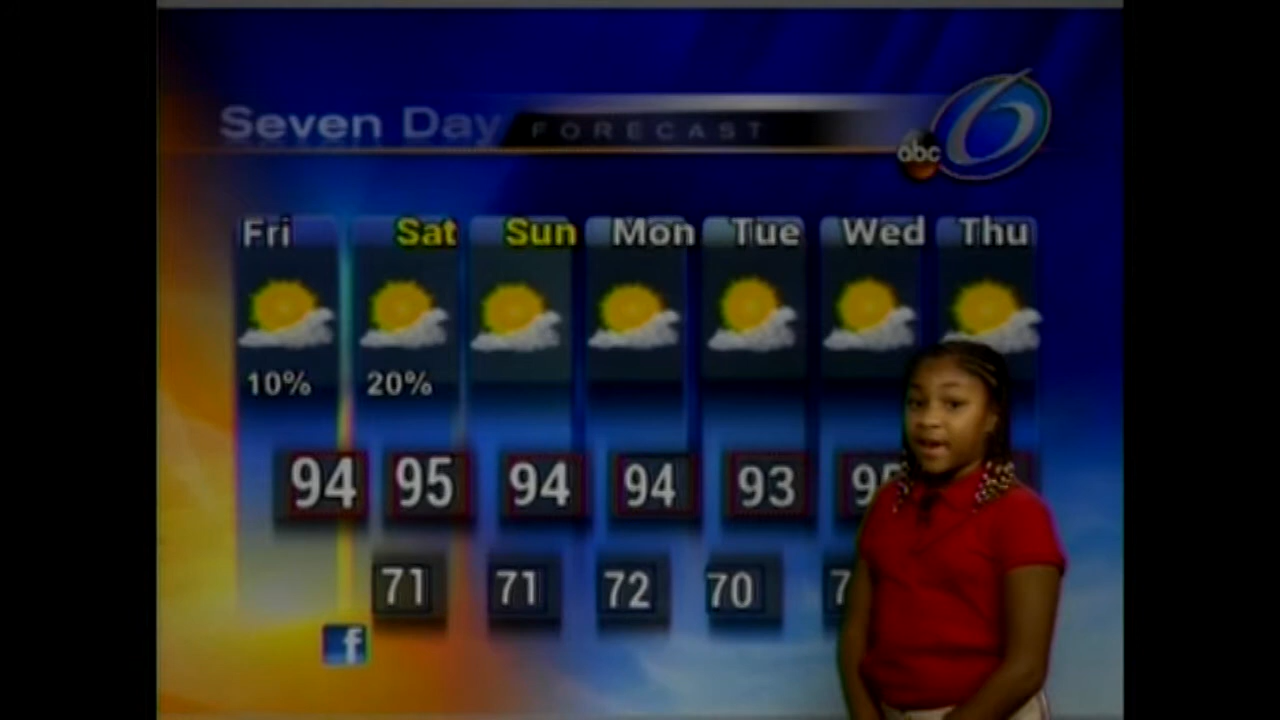 Seven Day FORECAST
abc 6
Fri Sat Sun Mon Tue Wed Thu
10% 20%
94 95 94 94 93
71 71 72 70
f